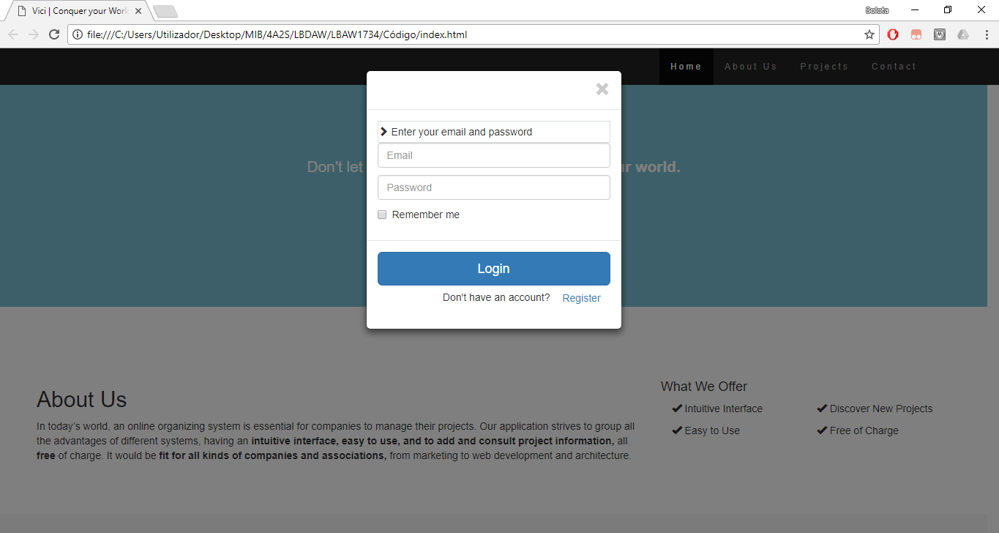 Vici | Conquer your Worl
Bolota
file:///C:/Users/Utilizador/Desktop/MIB/4A2S/LBDAW/LBAW1734/Código/index.html
Home About Us Projects Contact
Enter your email and password
Email
Don't let r world.
Password
Remember me
Login
Don't have an account? Register
About Us
In today's world, an online organizing system is essential for companies to manage their projects. Our application strives to group all
the advantages of different systems, having an intuitive interface, easy to use, and to add and consult project information, all
free of charge. It would be fit for all kinds of companies and associations, from marketing to web development and architecture.
What We Offer
Intuitive Interface Discover New Projects
Easy to Use Free of Charge